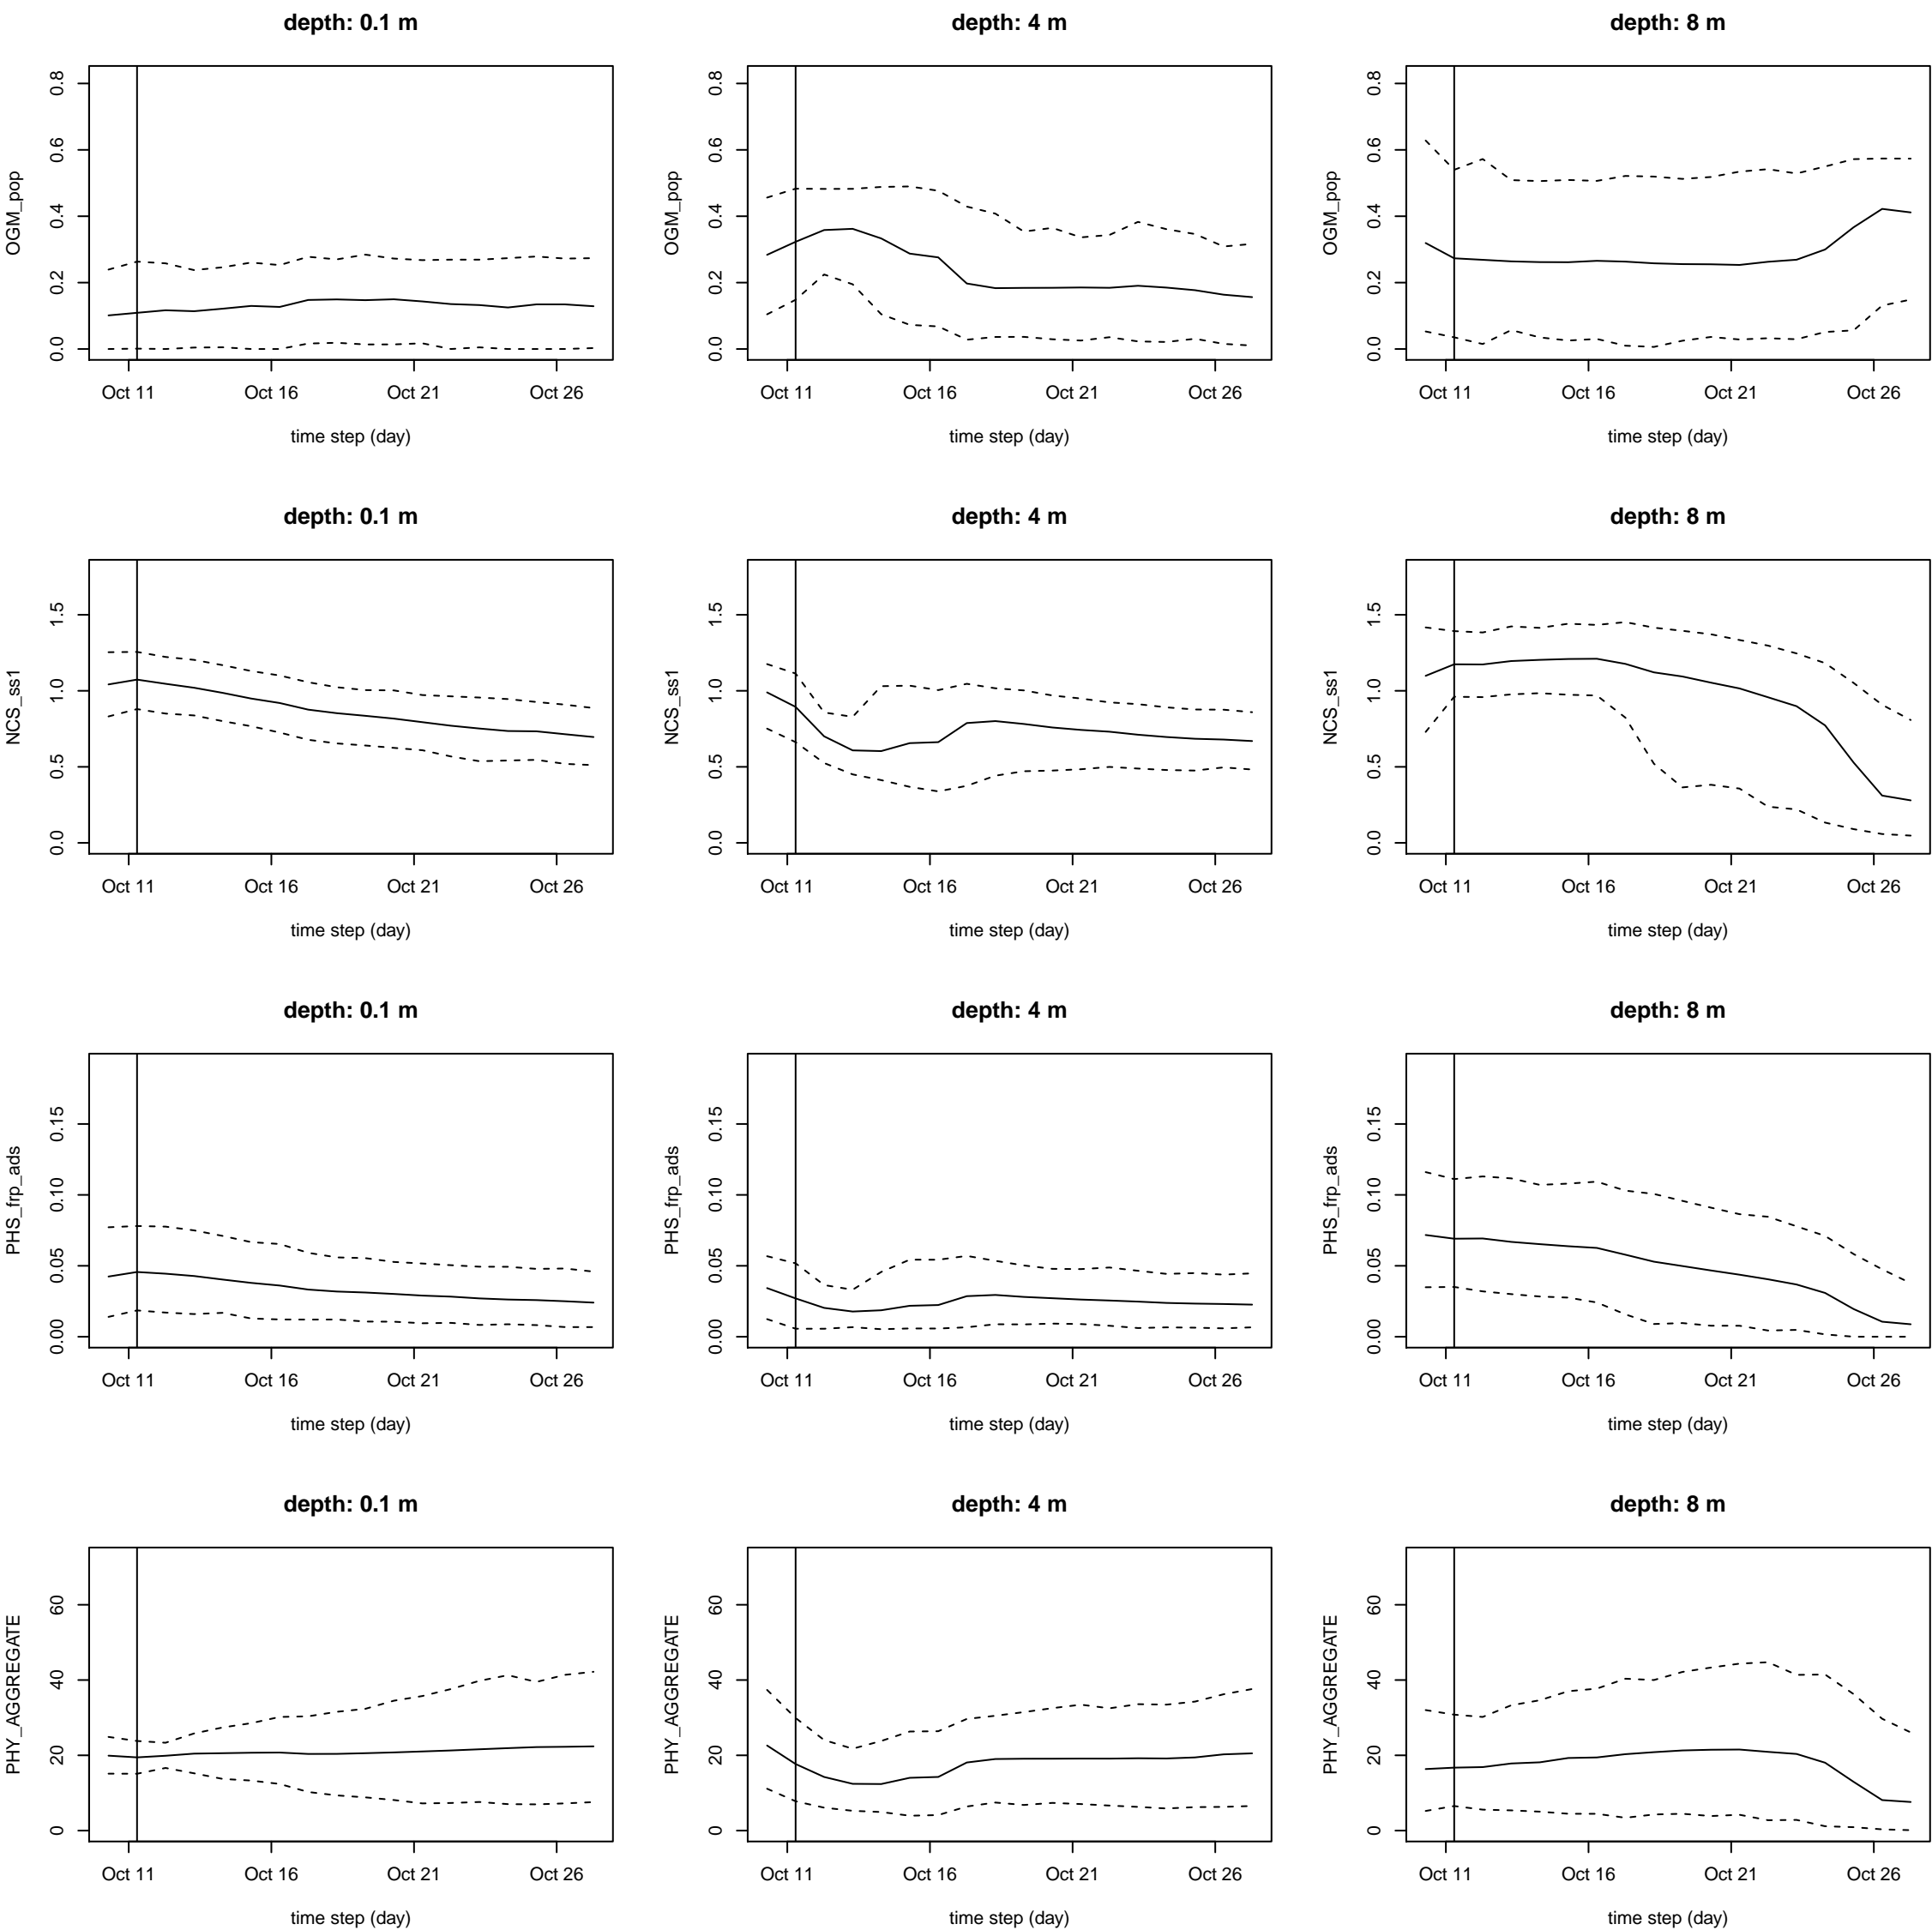 depth: 0.1 m
OGM_pop
0.0 0.2 0.4 0.6 0.8
Oct 11 Oct 16 Oct 21 Oct 26
time step (day)
depth: 4 m
OGM_pop
0.0 0.2 0.4 0.6 0.8
Oct 11 Oct 16 Oct 21 Oct 26
time step (day)
depth: 8 m
OGM_pop
0.0 0.2 0.4 0.6 0.8
Oct 11 Oct 16 Oct 21 Oct 26
time step (day)
depth: 0.1 m
NCS_ss1
0.0 0.5 1.0 1.5
Oct 11 Oct 16 Oct 21 Oct 26
time step (day)
depth: 4 m
NCS_ss1
0.0 0.5 1.0 1.5
Oct 11 Oct 16 Oct 21 Oct 26
time step (day)
depth: 8 m
NCS_ss1
0.0 0.5 1.0 1.5
Oct 11 Oct 16 Oct 21 Oct 26
time step (day)
depth: 0.1 m
PHS_frp_ads
0.00 0.05 0.10 0.15
Oct 11 Oct 16 Oct 21 Oct 26
time step (day)
depth: 4 m
PHS_frp_ads
0.00 0.05 0.10 0.15
Oct 11 Oct 16 Oct 21 Oct 26
time step (day)
depth: 8 m
PHS_frp_ads
0.00 0.05 0.10 0.15
Oct 11 Oct 16 Oct 21 Oct 26
time step (day)
depth: 0.1 m
PHY_AGGREGATE
0 20 40 60
Oct 11 Oct 16 Oct 21 Oct 26
time step (day)
depth: 4 m
PHY_AGGREGATE
0 20 40 60
Oct 11 Oct 16 Oct 21 Oct 26
time step (day)
depth: 8 m
PHY_AGGREGATE
0 20 40 60
Oct 11 Oct 16 Oct 21 Oct 26
time step (day)